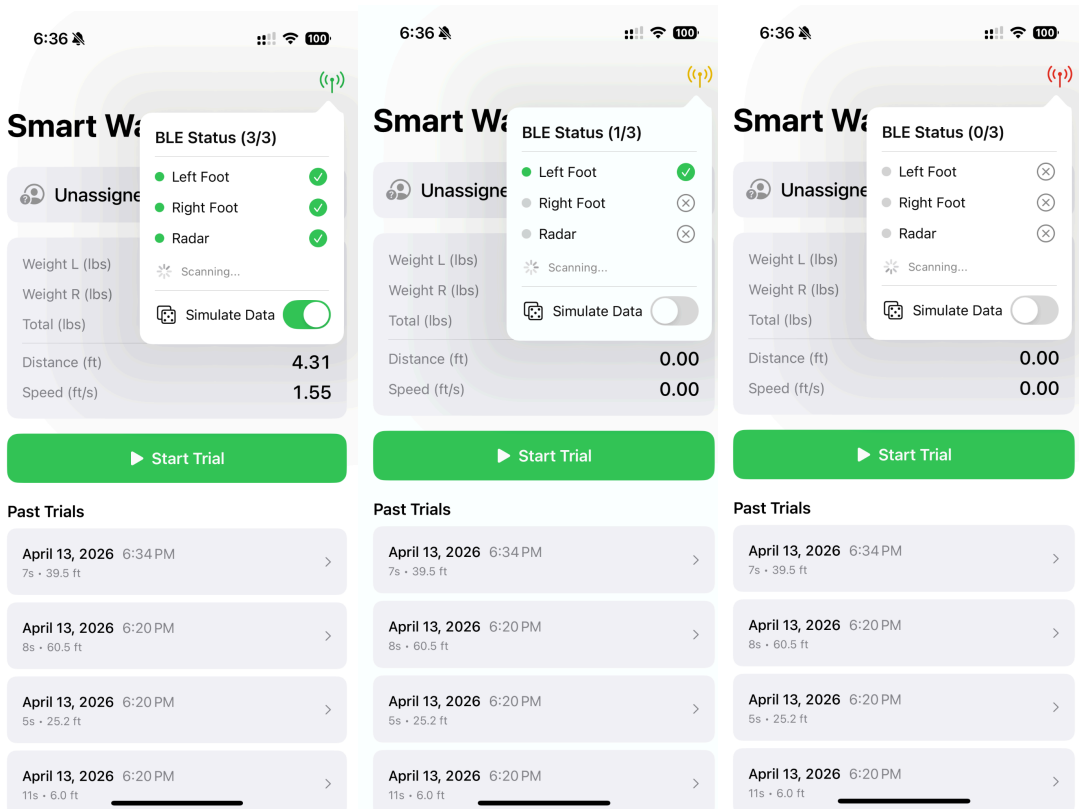 6:36
100
Smart Wa
BLE Status (3/3)
Left Foot
Right Foot
Radar
Scanning...
Simulate Data
Unassigne
Weight L (lbs)
Weight R (lbs)
Total (lbs)
Distance (ft) 4.31
Speed (ft/s) 1.55
Start Trial
Past Trials
April 13, 2026 6:34 PM
7s • 39.5 ft
April 13, 2026 6:20 PM
8s • 60.5 ft
April 13, 2026 6:20 PM
5s • 25.2 ft
April 13, 2026 6:20 PM
11s • 6.0 ft
6:36
100
Smart Wa
BLE Status (1/3)
Left Foot
Right Foot
Radar
Scanning...
Simulate Data
Unassigne
Weight L (lbs)
Weight R (lbs)
Total (lbs)
Distance (ft) 0.00
Speed (ft/s) 0.00
Start Trial
Past Trials
April 13, 2026 6:34 PM
7s • 39.5 ft
April 13, 2026 6:20 PM
8s • 60.5 ft
April 13, 2026 6:20 PM
5s • 25.2 ft
April 13, 2026 6:20 PM
11s • 6.0 ft
6:36
100
Smart Wa
BLE Status (0/3)
Left Foot
Right Foot
Radar
Scanning...
Simulate Data
Unassigne
Weight L (lbs)
Weight R (lbs)
Total (lbs)
Distance (ft) 0.00
Speed (ft/s) 0.00
Start Trial
Past Trials
April 13, 2026 6:34 PM
7s • 39.5 ft
April 13, 2026 6:20 PM
8s • 60.5 ft
April 13, 2026 6:20 PM
5s • 25.2 ft
April 13, 2026 6:20 PM
11s • 6.0 ft